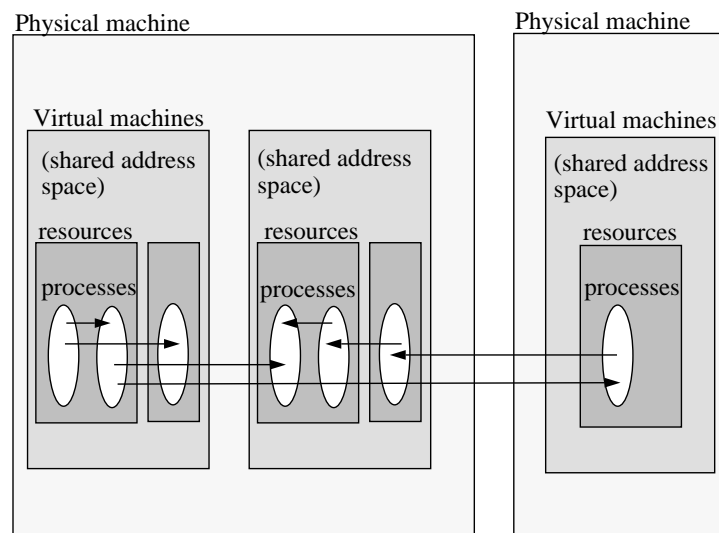 Physical machine
Virtual machines
(shared address
space)
resources
processes
(shared address
space)
resources
processes
Physical machine
Virtual machines
(shared address
space)
resources
processes